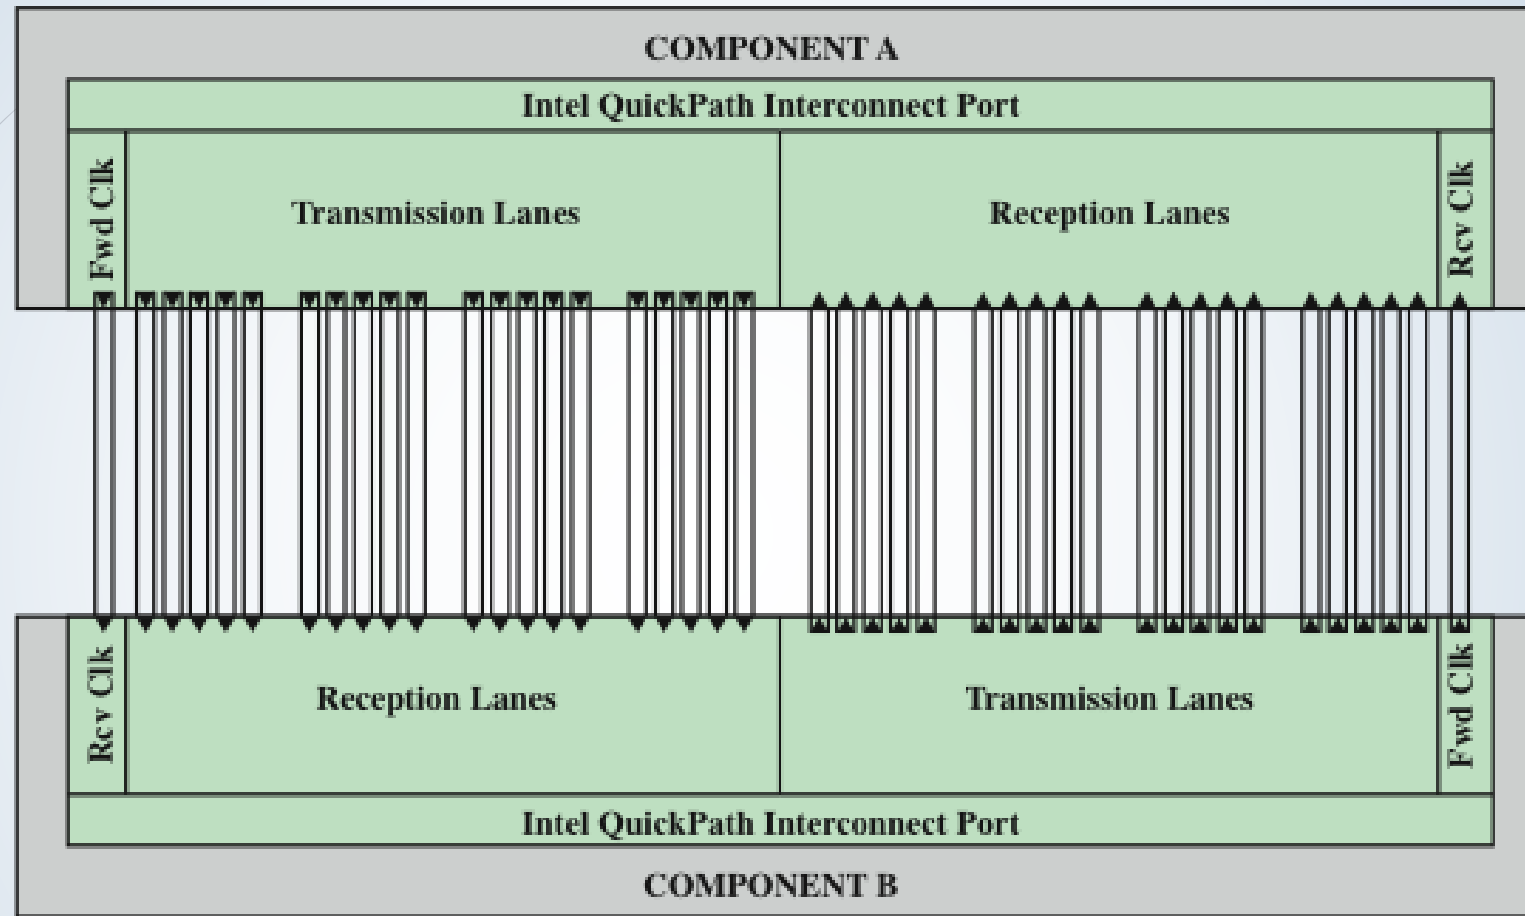 COMPONENT A
Intel QuickPath Interconnect Port
Fwd Clk
Transmission Lanes
Reception Lanes
Rcv Clk
Rcv Clk
Reception Lanes
Transmission Lanes
Fwd Clk
Intel QuickPath Interconnect Port
COMPONENT B